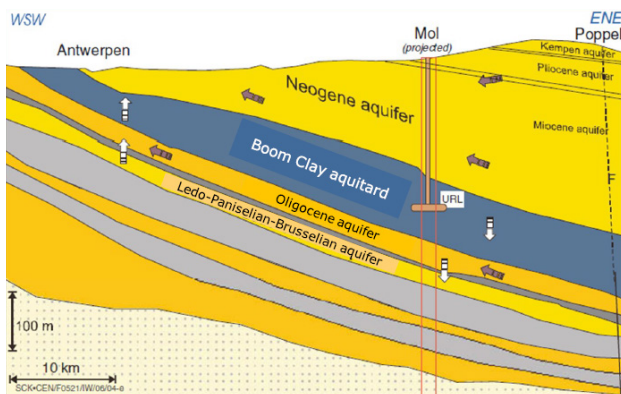 WSW
ENE
Antwerpen
Mol
(projected)
Poppel
Kempen aquifer
Pliocene aquifer
Neogene aquifer
Miocene aquifer
Boom Clay aquitard
F
URL
Oligocene aquifer
Ledo-Paniselian-Brusselian aquifer
100 m
10 km
SCK•CEN/F0521/IW/06/04-e